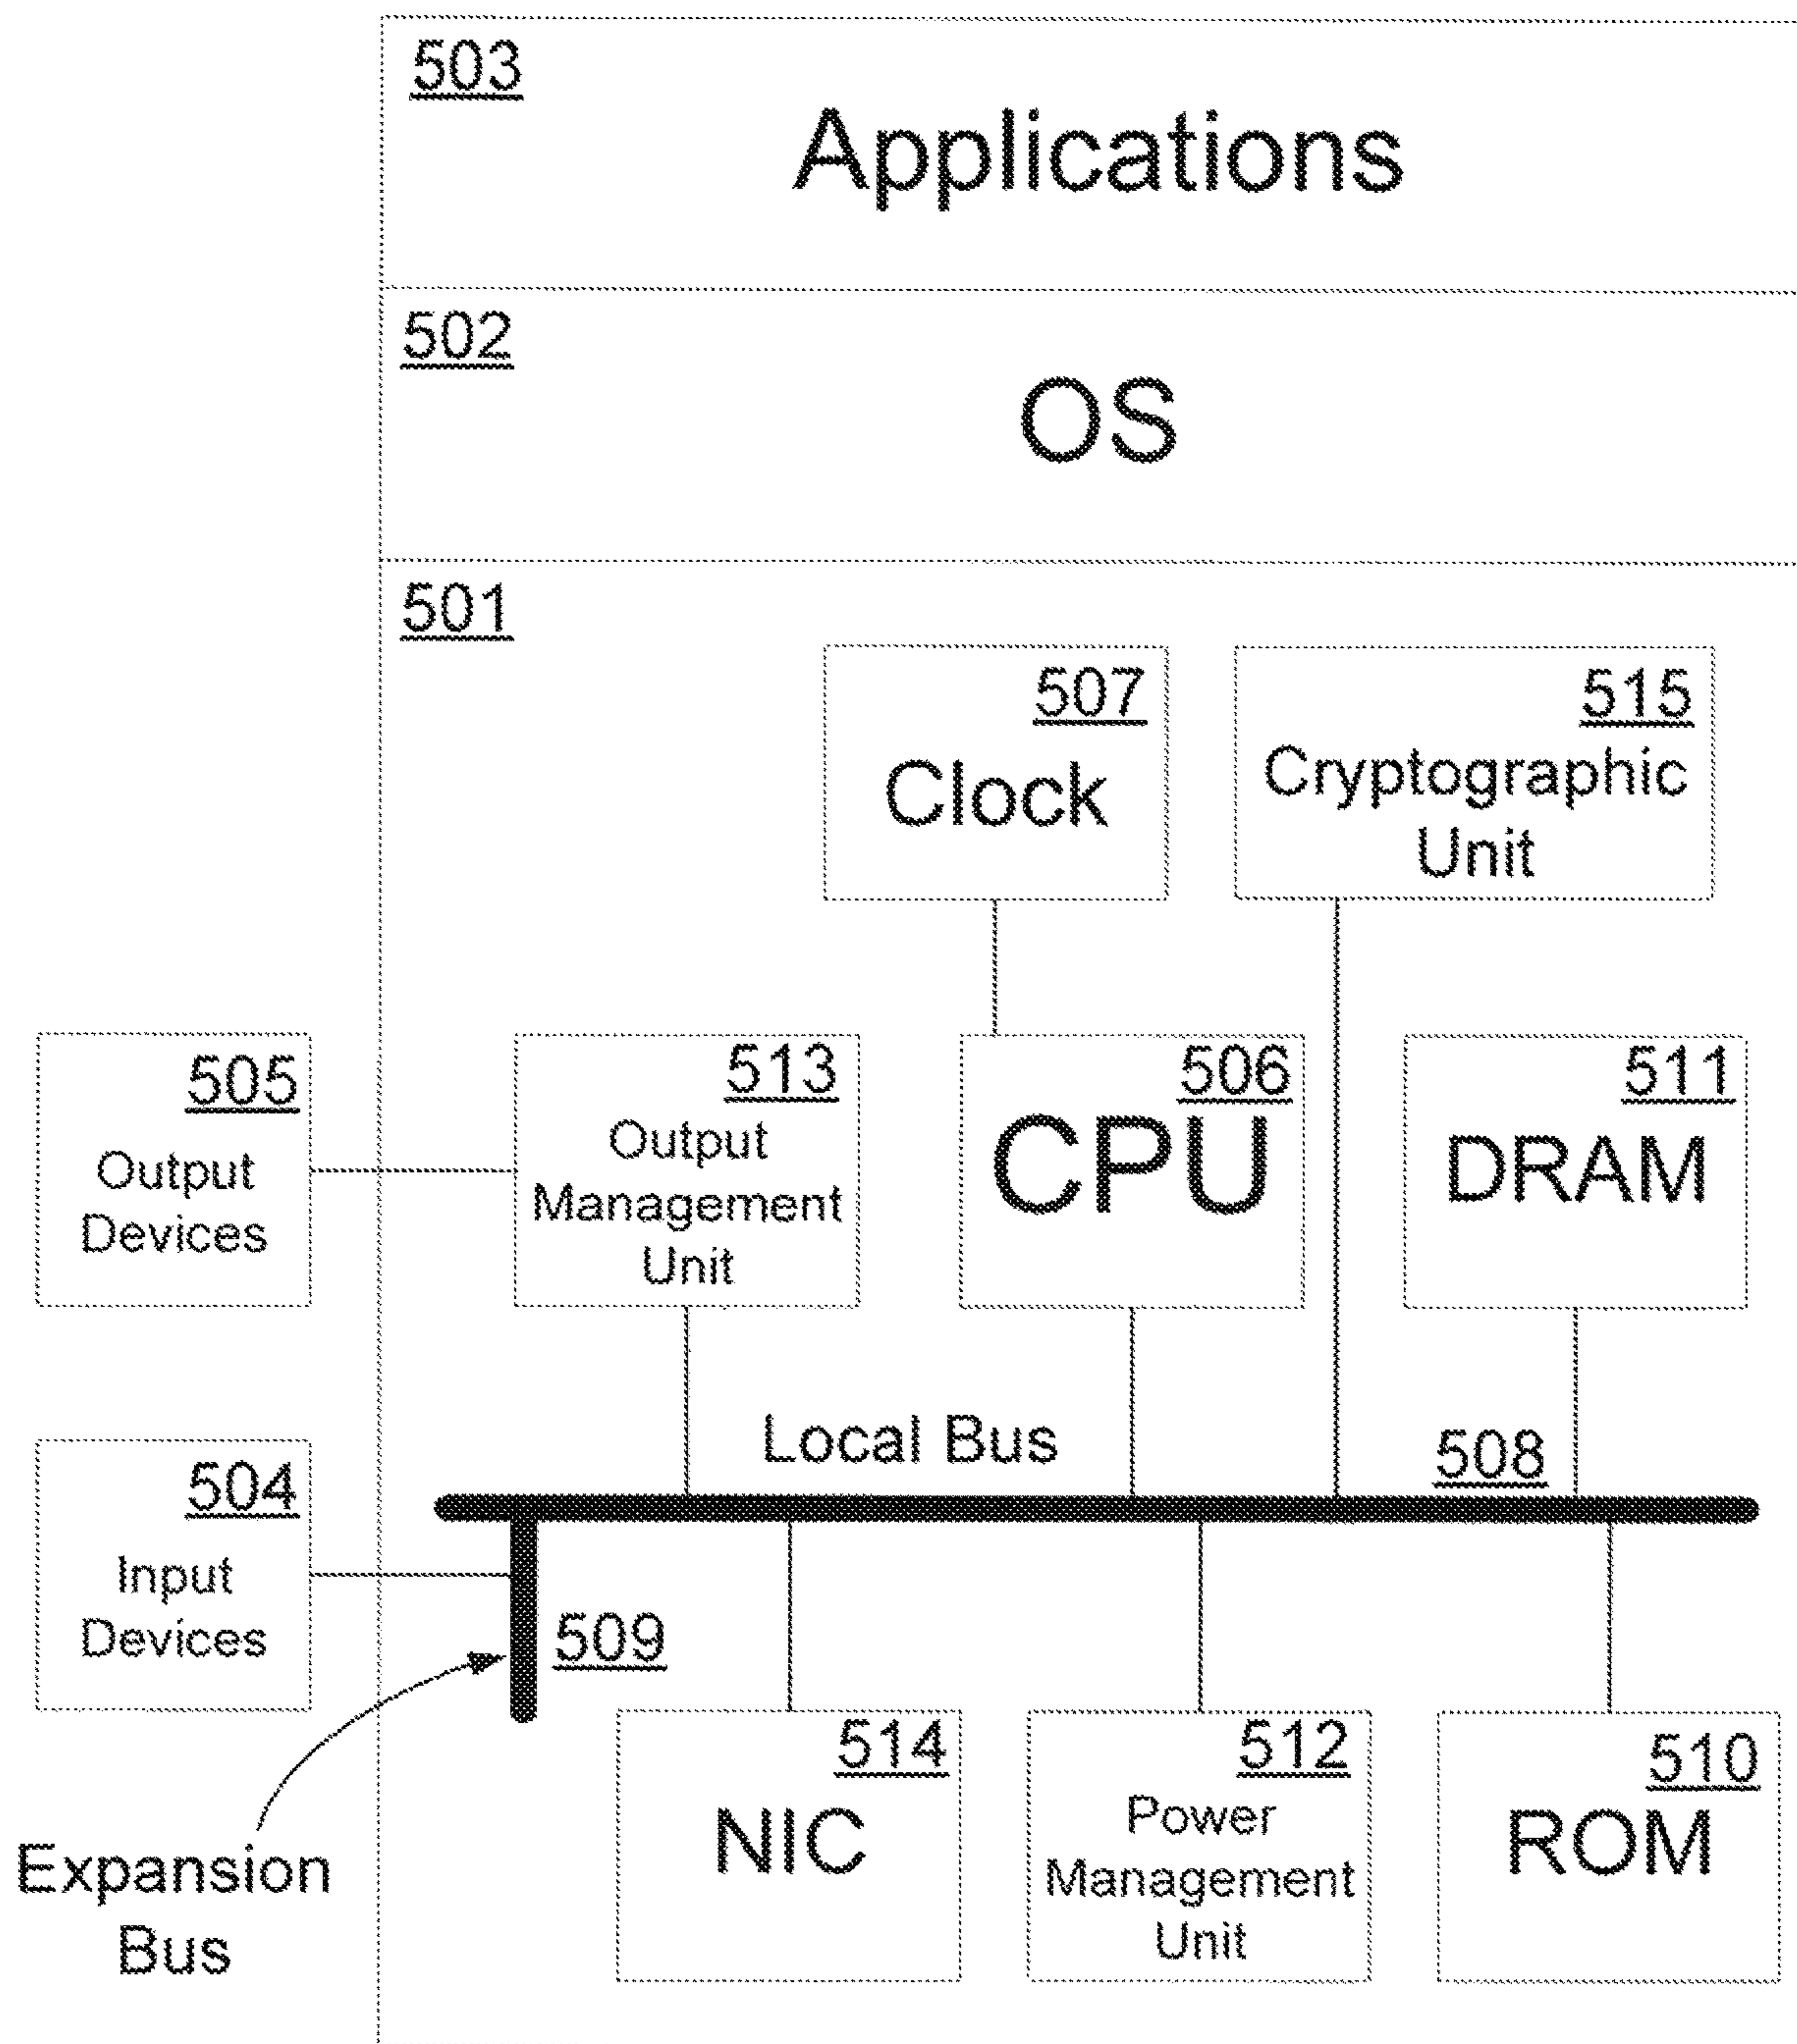 503
Applications
502
OS
501
507
Clock
515
Cryptographic
Unit
505
Output
Devices
513
Output
Management
Unit
506
CPU
511
DRAM
Local Bus
508
504
Input
Devices
509
Expansion
Bus
514
NIC
512
Power
Management
Unit
510
ROM